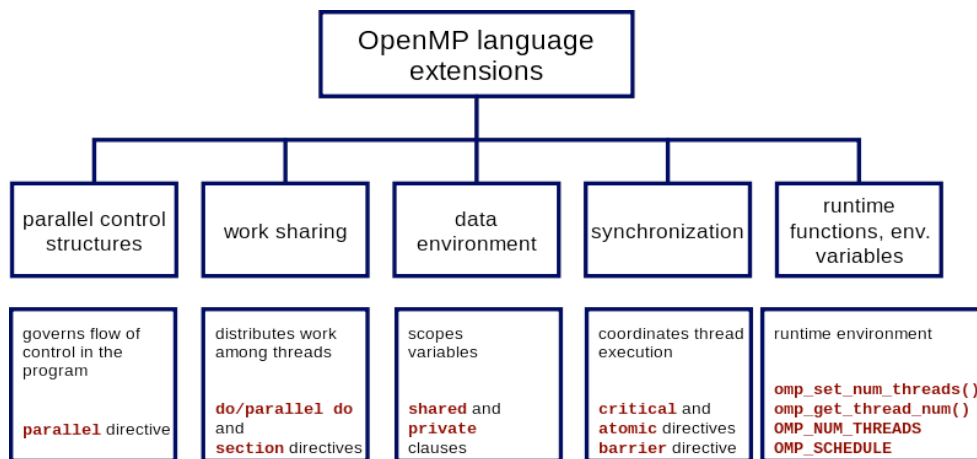 OpenMP language
extensions
parallel control
structures
work sharing
data
environment
synchronization
runtime
functions, env.
variables
governs flow of
control in the
program
parallel directive
distributes work
among threads
do/parallel do
and
section directives
scopes
variables
shared and
private
clauses
coordinates thread
execution
critical and
atomic directives
barrier directive
runtime environment
omp_set_num_threads()
omp_get_thread_num()
OMP_NUM_THREADS
OMP_SCHEDULE